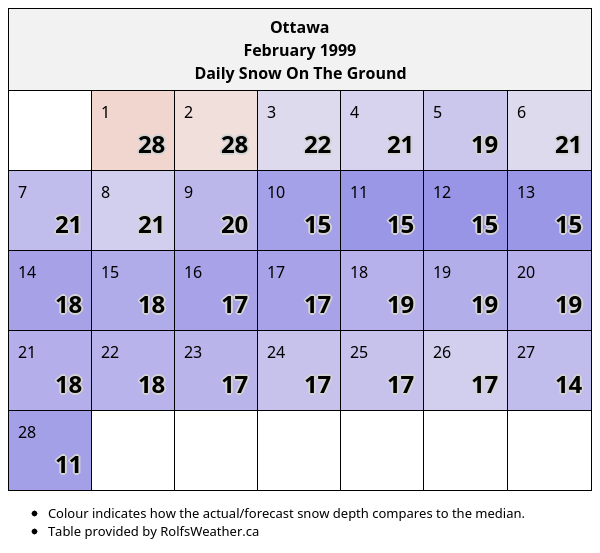 Ottawa
February 1999
Daily Snow On The Ground
1 2 3 4 5 6
28 28 22 21 19 21
7 8 9 10 11 12 13
21 21 20 15 15 15 15
14 15 16 17 18 19 20
18 18 17 17 19 19 19
21 22 23 24 25 26 27
18 18 17 17 17 17 14
28
11
• Colour indicates how the actual/forecast snow depth compares to the median.
• Table provided by RolfsWeather.ca